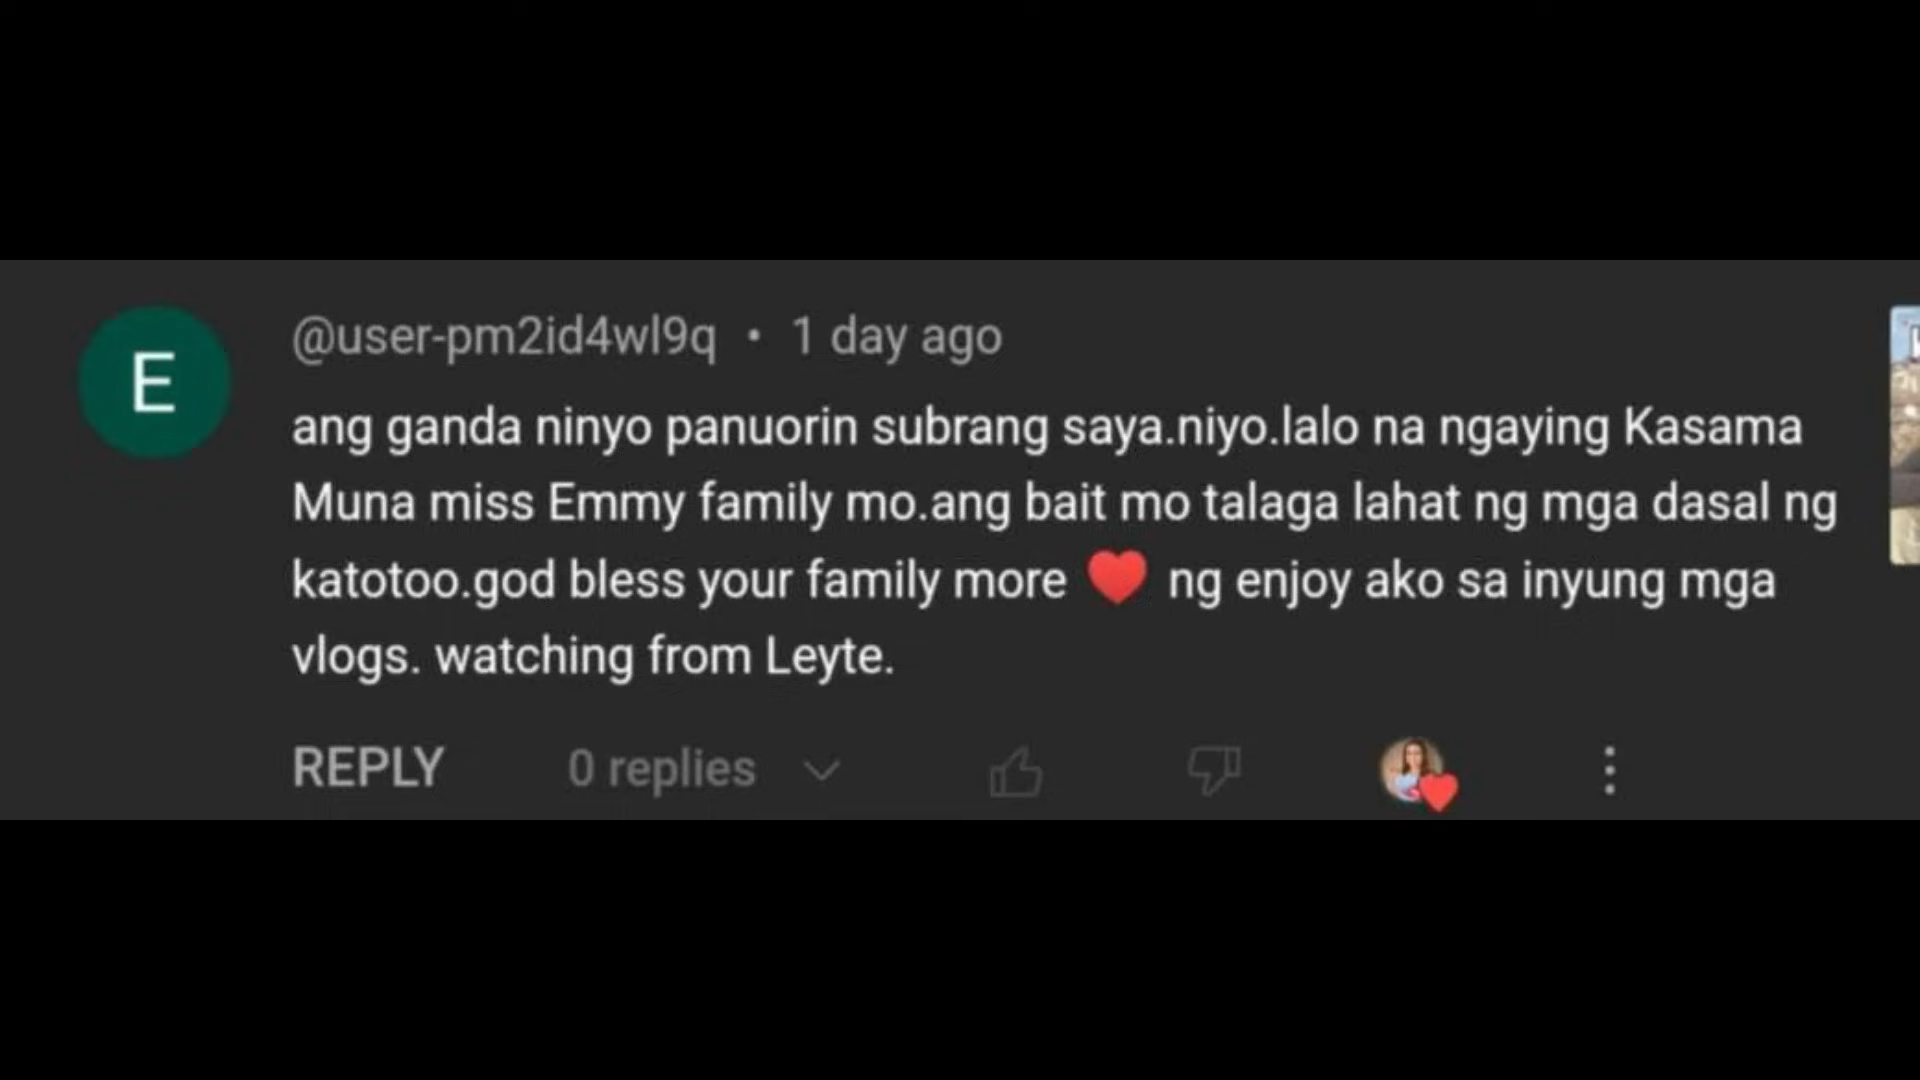 E
@user-pm2id4wl9q • 1 day ago
ang ganda ninyo panuorin subrang saya.niyo.lalo na ngaying Kasama
Muna miss Emmy family mo.ang bait mo talaga lahat ng mga dasal ng
katotoo.god bless your family more ♥️ ng enjoy ako sa inyung mga
vlogs. watching from Leyte.
REPLY 0 replies